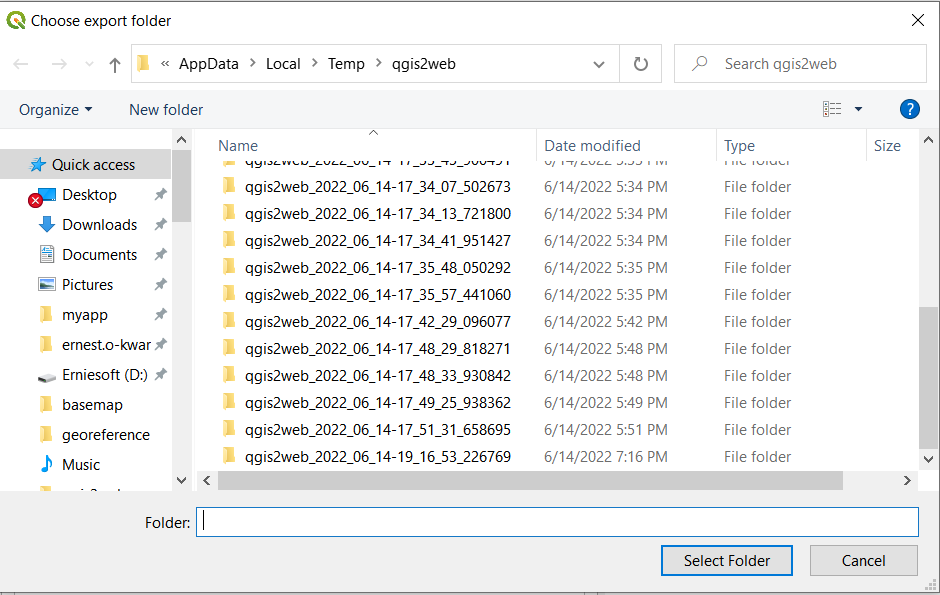 Choose export folder
« AppData > Local > Temp > qgis2web
Search qgis2web
Organize
New folder
?
Name
Date modified
Type
Size
qgis2web_2022_06_14-17_34_07_502673 6/14/2022 5:34 PM File folder
qgis2web_2022_06_14-17_34_13_721800 6/14/2022 5:34 PM File folder
qgis2web_2022_06_14-17_34_41_951427 6/14/2022 5:34 PM File folder
qgis2web_2022_06_14-17_35_48_050292 6/14/2022 5:35 PM File folder
qgis2web_2022_06_14-17_35_57_441060 6/14/2022 5:35 PM File folder
qgis2web_2022_06_14-17_42_29_096077 6/14/2022 5:42 PM File folder
qgis2web_2022_06_14-17_48_29_818271 6/14/2022 5:48 PM File folder
qgis2web_2022_06_14-17_48_33_930842 6/14/2022 5:48 PM File folder
qgis2web_2022_06_14-17_49_25_938362 6/14/2022 5:49 PM File folder
qgis2web_2022_06_14-17_51_31_658695 6/14/2022 5:51 PM File folder
qgis2web_2022_06_14-19_16_53_226769 6/14/2022 7:16 PM File folder
Quick access
Desktop
Downloads
Documents
Pictures
myapp
ernest.o-kwar
Erniesoft (D:)
basemap
georeference
Music
Folder:
Select Folder
Cancel